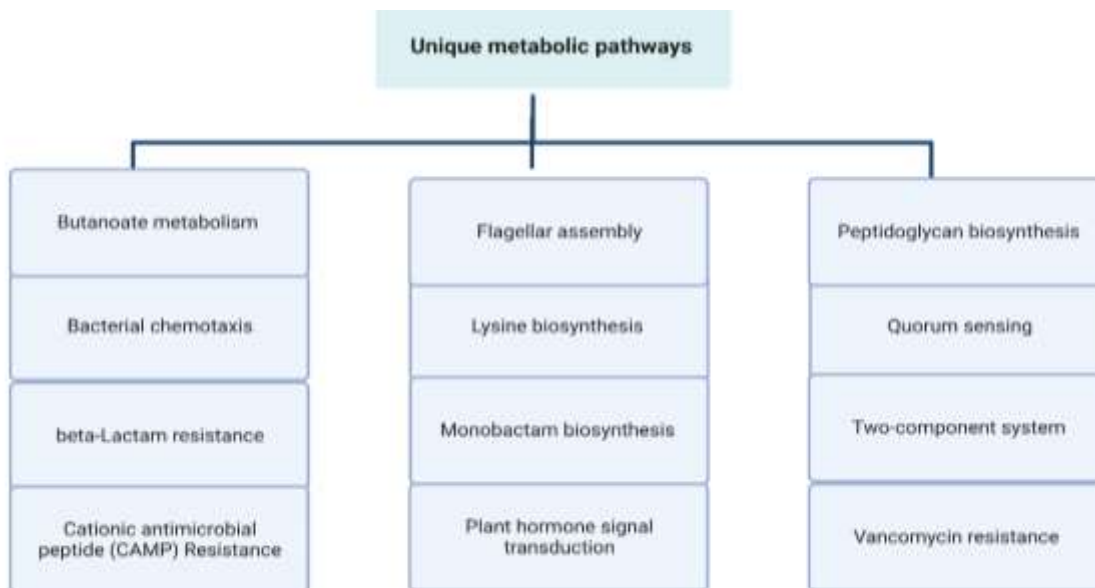 Unique metabolic pathways
Butanoate metabolism
Bacterial chemotaxis
beta-Lactam resistance
Cationic antimicrobial
peptide (CAMP) Resistance
Flagellar assembly
Lysine biosynthesis
Monobactam biosynthesis
Plant hormone signal
transduction
Peptidoglycan biosynthesis
Quorum sensing
Two-component system
Vancomycin resistance